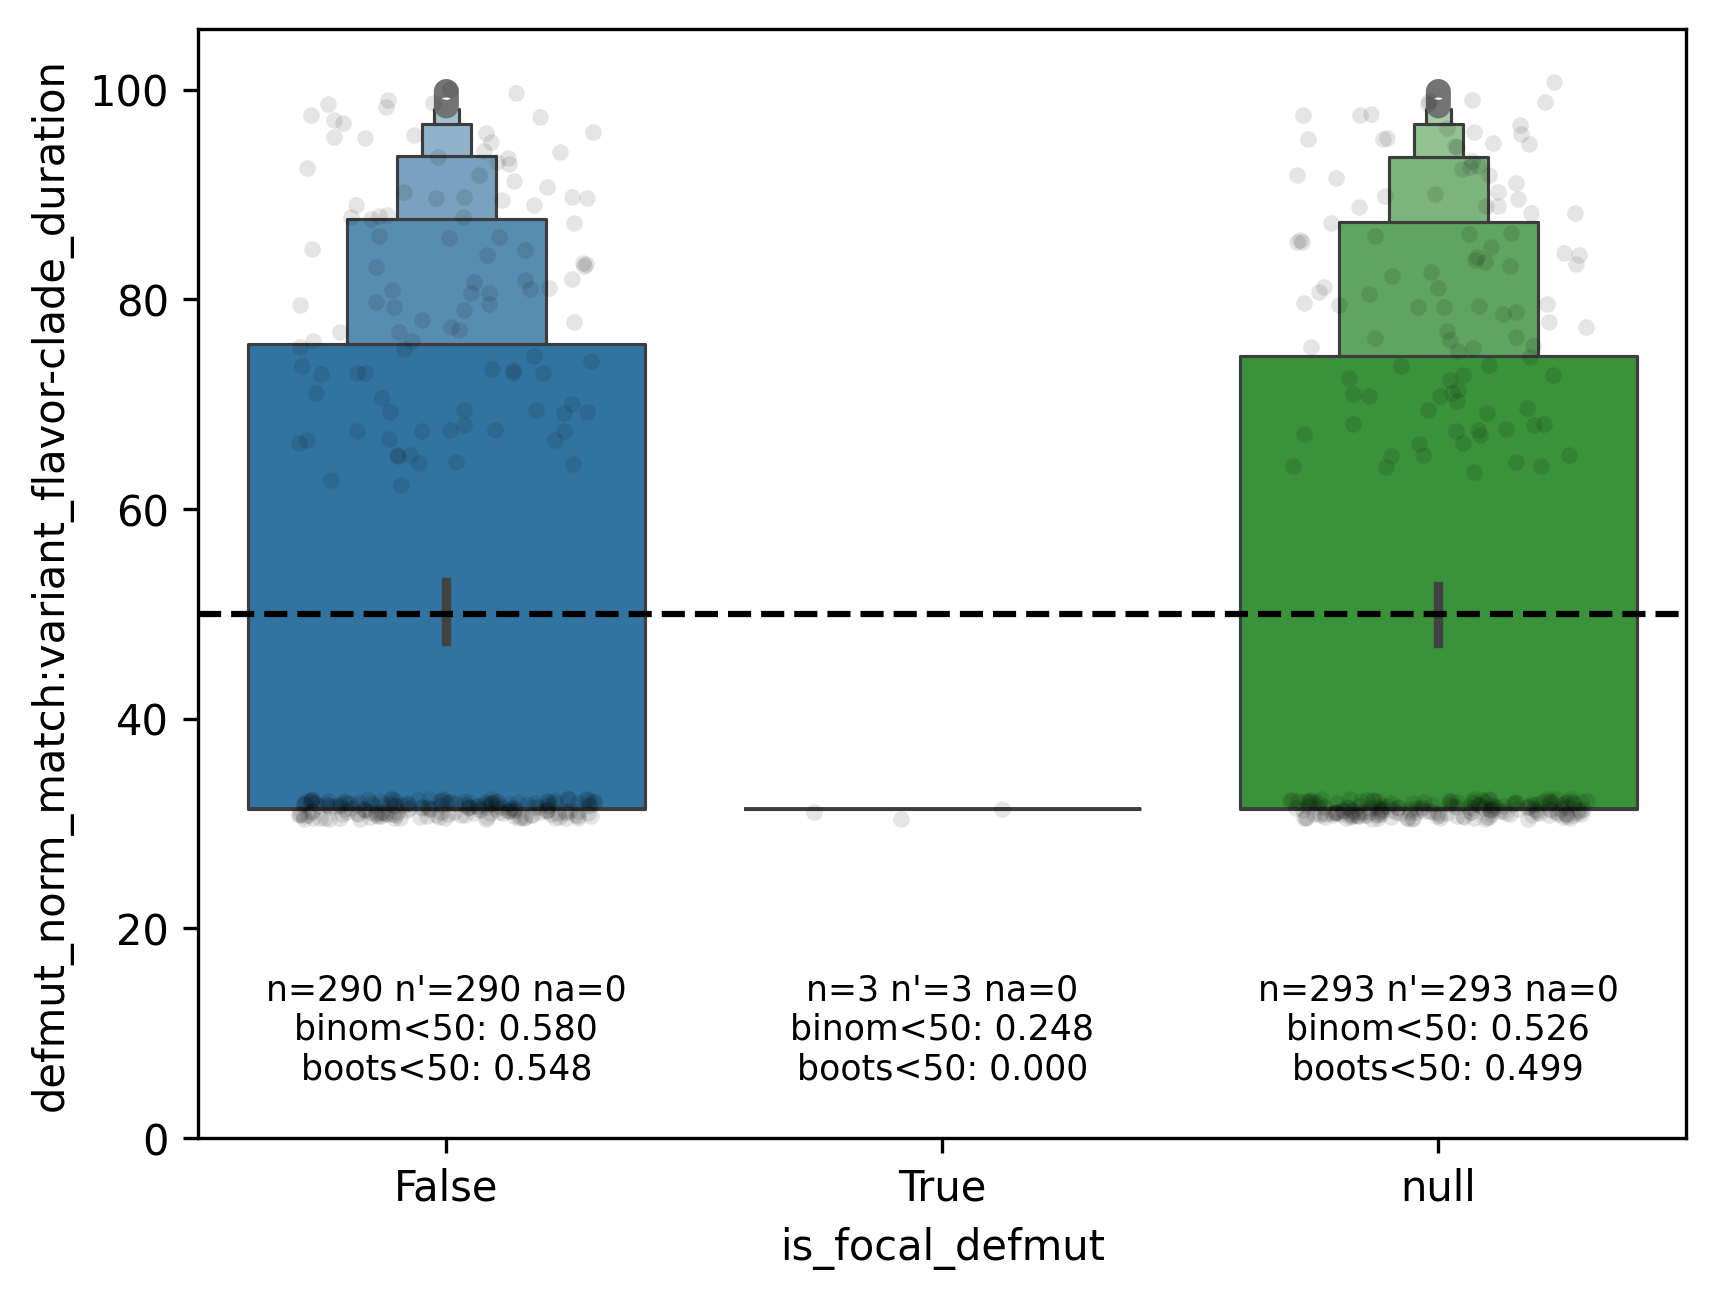 defmut_norm_match:variant_flavor-clade_duration
100
80
60
40
20
0
n=290 n'=290 na=0
binom<50: 0.580
boots<50: 0.548
n=3 n'=3 na=0
binom<50: 0.248
boots<50: 0.000
n=293 n'=293 na=0
binom<50: 0.526
boots<50: 0.499
False
True
null
is_focal_defmut